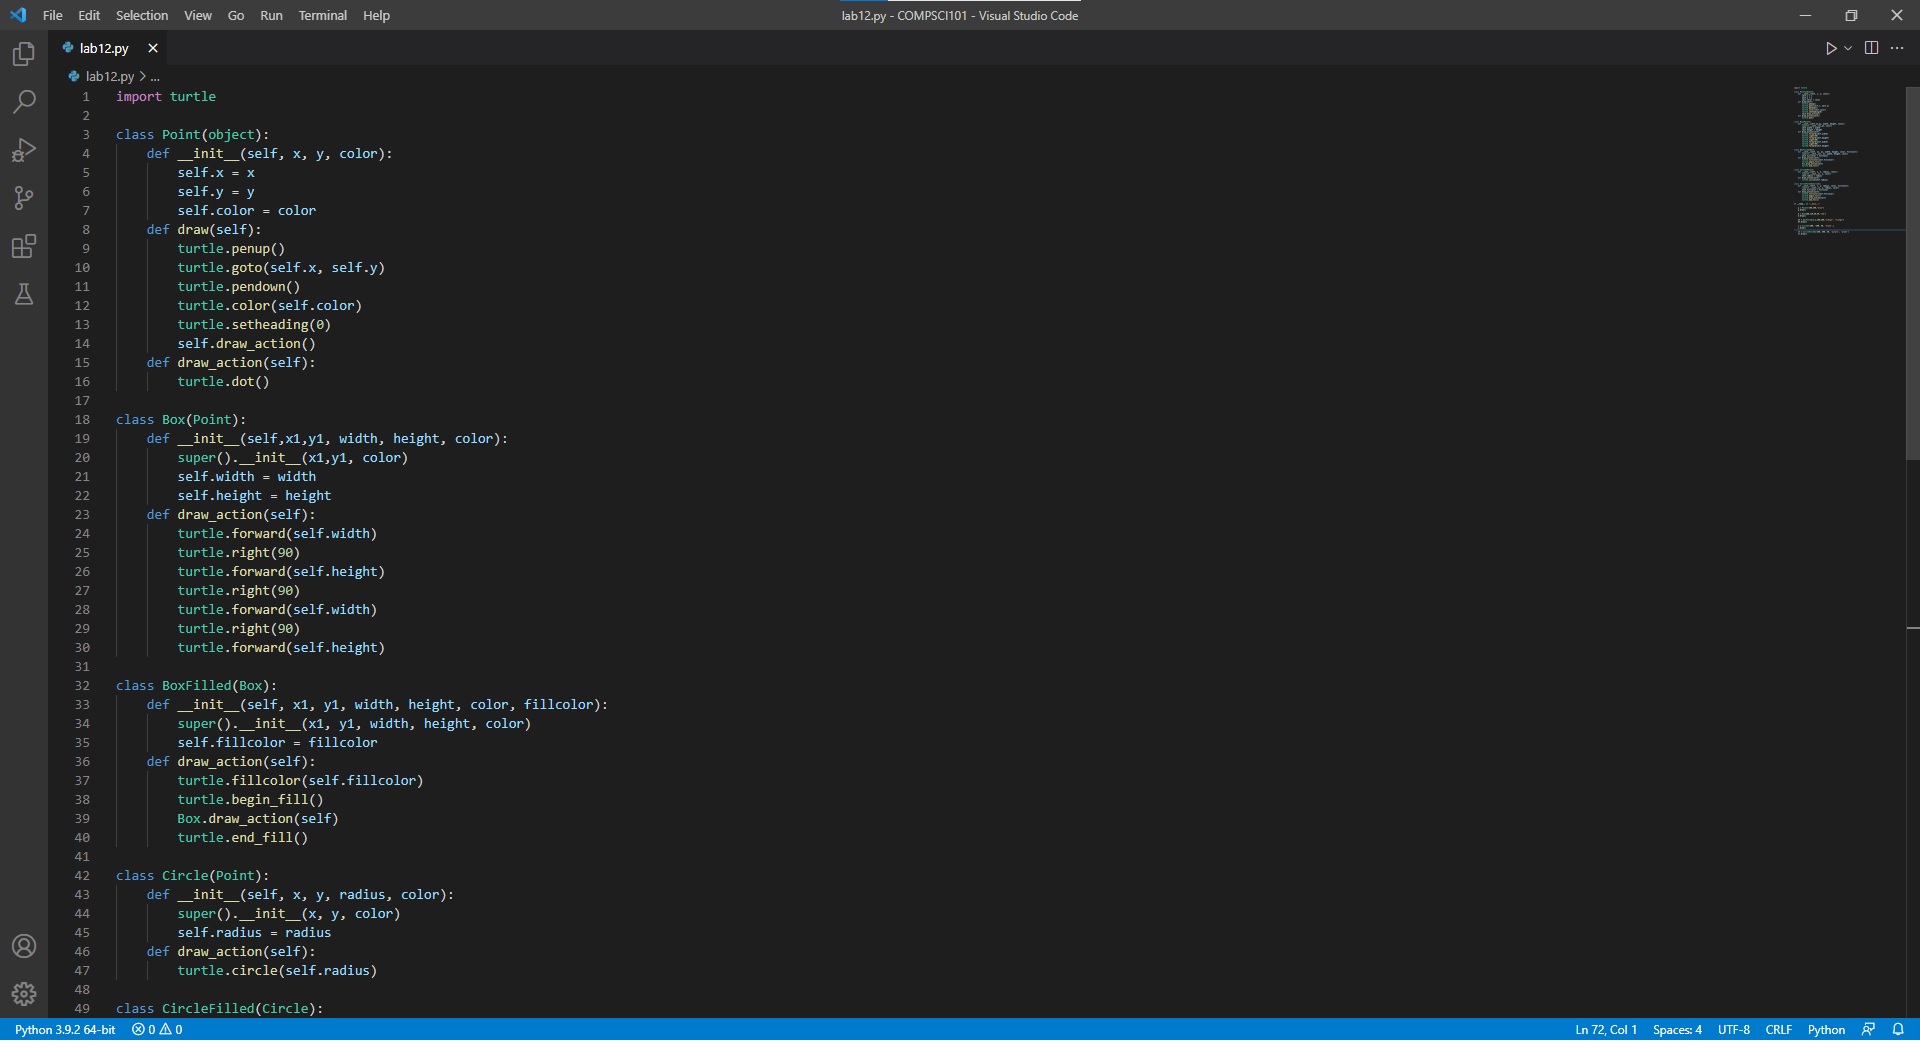 File Edit Selection View Go Run Terminal Help lab12.py - COMPSCI101 - Visual Studio Code
lab12.py
lab12.py > ...
1 import turtle
2
3 class Point(object):
4     def __init__(self, x, y, color):
5         self.x = x
6         self.y = y
7         self.color = color
8     def draw(self):
9         turtle.penup()
10         turtle.goto(self.x, self.y)
11         turtle.pendown()
12         turtle.color(self.color)
13         turtle.setheading(0)
14         self.draw_action()
15     def draw_action(self):
16         turtle.dot()
17
18 class Box(Point):
19     def __init__(self,x1,y1, width, height, color):
20         super().__init__(x1,y1, color)
21         self.width = width
22         self.height = height
23     def draw_action(self):
24         turtle.forward(self.width)
25         turtle.right(90)
26         turtle.forward(self.height)
27         turtle.right(90)
28         turtle.forward(self.width)
29         turtle.right(90)
30         turtle.forward(self.height)
31
32 class BoxFilled(Box):
33     def __init__(self, x1, y1, width, height, color, fillcolor):
34         super().__init__(x1, y1, width, height, color)
35         self.fillcolor = fillcolor
36     def draw_action(self):
37         turtle.fillcolor(self.fillcolor)
38         turtle.begin_fill()
39         Box.draw_action(self)
40         turtle.end_fill()
41
42 class Circle(Point):
43     def __init__(self, x, y, radius, color):
44         super().__init__(x, y, color)
45         self.radius = radius
46     def draw_action(self):
47         turtle.circle(self.radius)
48
49 class CircleFilled(Circle):
Python 3.9.2 64-bit 0 0 Ln 72, Col 1 Spaces: 4 UTF-8 CRLF Python